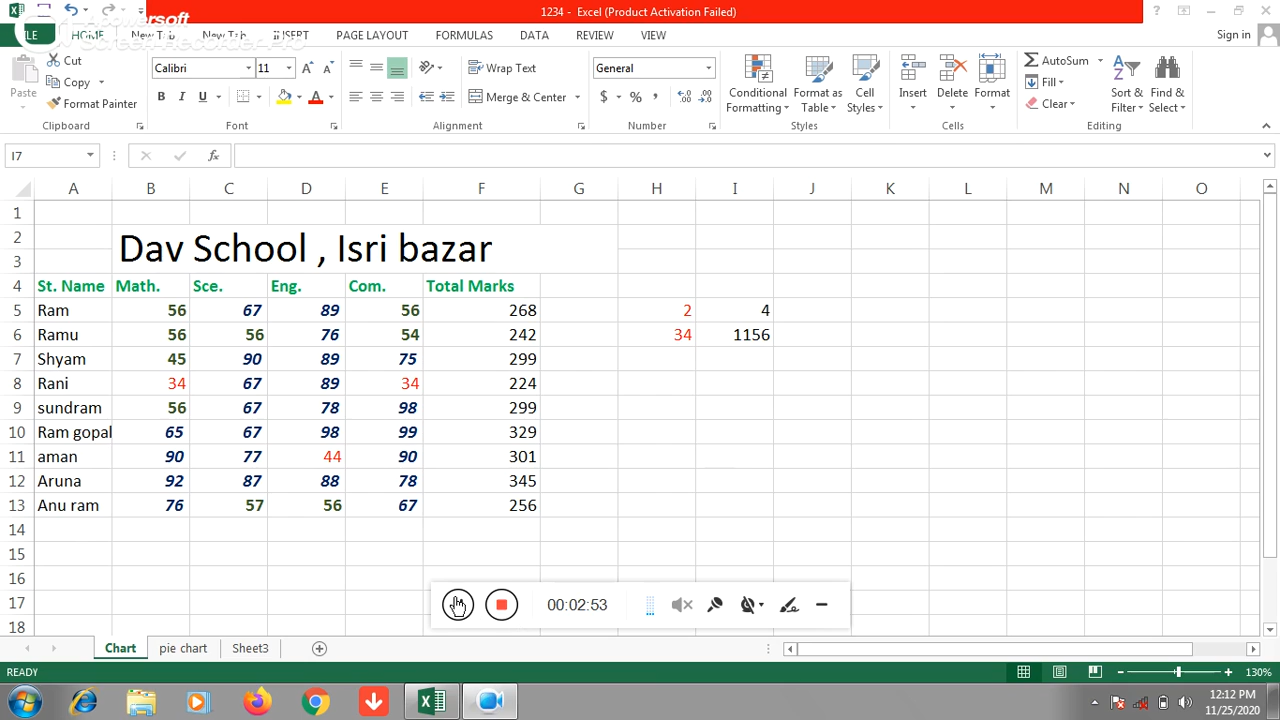 1234 - Excel (Product Activation Failed)
Apowersoft
Screen Recorder Pro
HOME New Tab New Tab INSERT PAGE LAYOUT FORMULAS DATA REVIEW VIEW Sign in
Paste Cut Copy Format Painter Clipboard
Calibri 11 B I U A Font
Wrap Text Merge & Center Alignment
General $ % , Number
Conditional Formatting Format as Table Cell Styles Styles
Insert Delete Format Cells
AutoSum Fill Clear Sort & Filter Find & Select Editing
I7 fx
A B C D E F G H I J K L M N O
1
2
3
Dav School , Isri bazar
4 St. Name Math. Sce. Eng. Com. Total Marks
5 Ram 56 67 89 56 268 2 4
6 Ramu 56 56 76 54 242 34 1156
7 Shyam 45 90 89 75 299
8 Rani 34 67 89 34 224
9 sundram 56 67 78 98 299
10 Ram gopal 65 67 98 99 329
11 aman 90 77 44 90 301
12 Aruna 92 87 88 78 345
13 Anu ram 76 57 56 67 256
14
15
16
17
18
00:02:53
Chart pie chart Sheet3
READY 130%
12:12 PM
11/25/2020